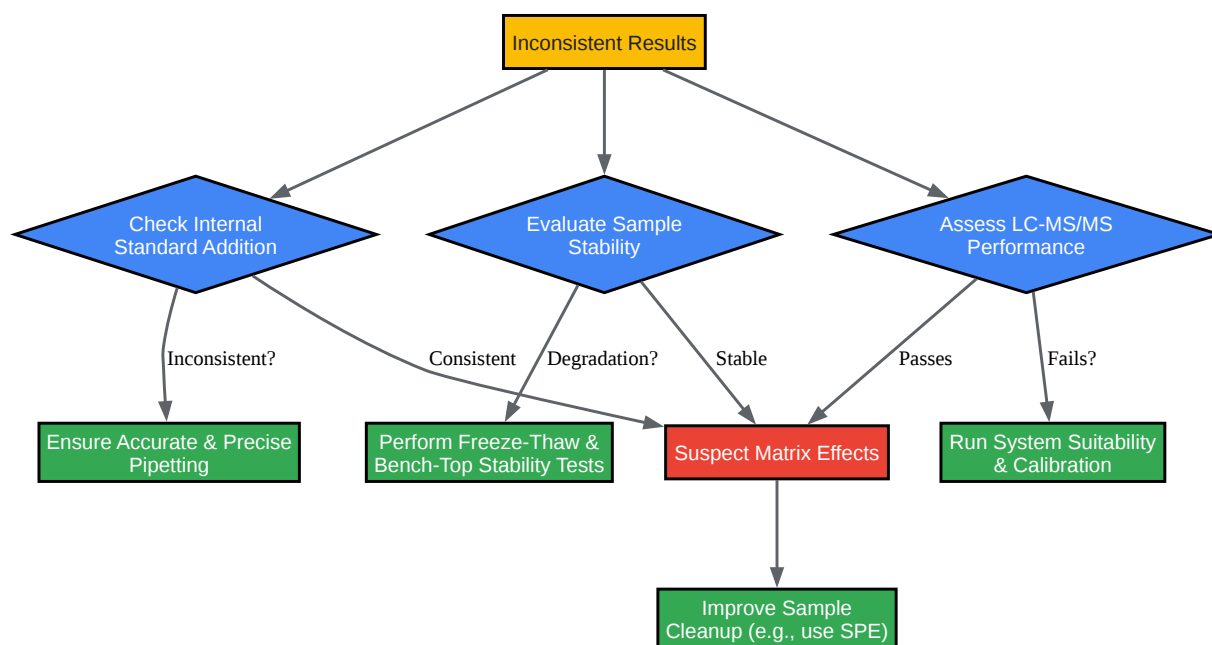 Inconsistent Results
Check Internal
Standard Addition
Evaluate Sample
Stability
Assess LC-MS/MS
Performance
Inconsistent?
Consistent
Degradation?
Stable
Passes
Fails?
Ensure Accurate & Precise
Pipetting
Perform Freeze-Thaw &
Bench-Top Stability Tests
Suspect Matrix Effects
Run System Suitability
& Calibration
Improve Sample
Cleanup (e.g., use SPE)